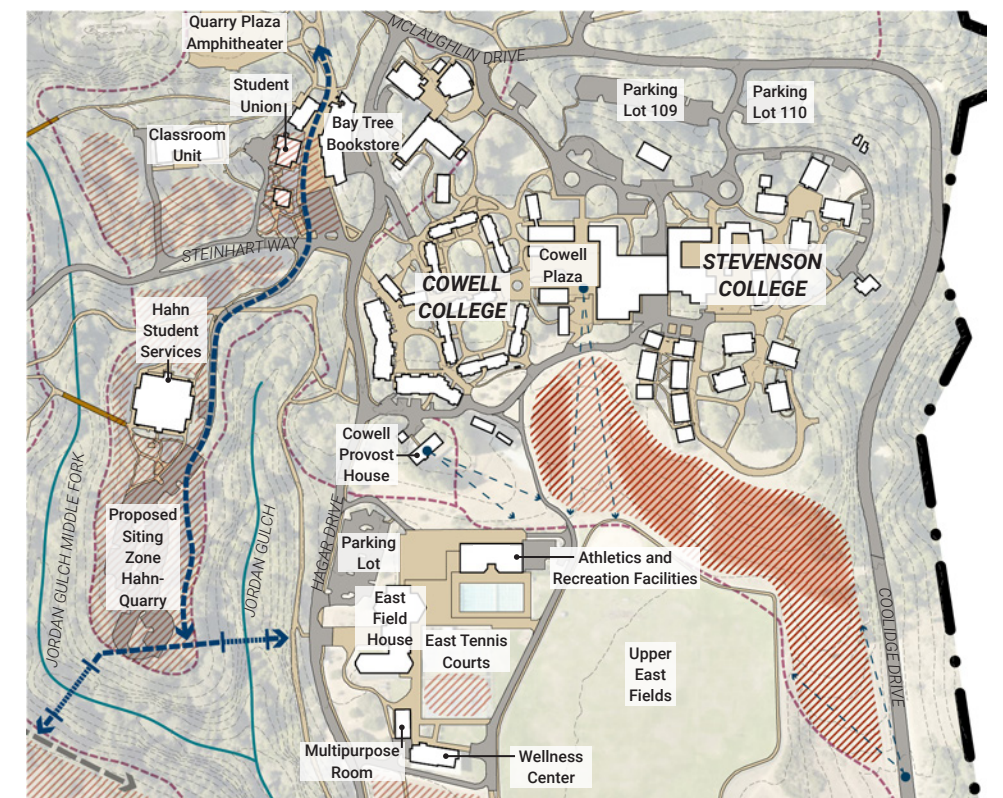 Quarry Plaza
Amphitheater
MCLAUGHLIN DRIVE
Student
Union
Bay Tree
Bookstore
Classroom
Unit
Parking
Lot 109
Parking
Lot 110
STEINHART WAY
COWELL
COLLEGE
Cowell
Plaza
STEVENSON
COLLEGE
Hahn
Student
Services
Cowell
Provost
House
JORDAN GULCH MIDDLE FORK
Proposed
Siting
Zone
Hahn-
Quarry
JORDAN GULCH
HAGAR DRIVE
Parking
Lot
Athletics and
Recreation Facilities
East
Field
House
East Tennis
Courts
Upper
East
Fields
COOLIDGE DRIVE
Multipurpose
Room
Wellness
Center